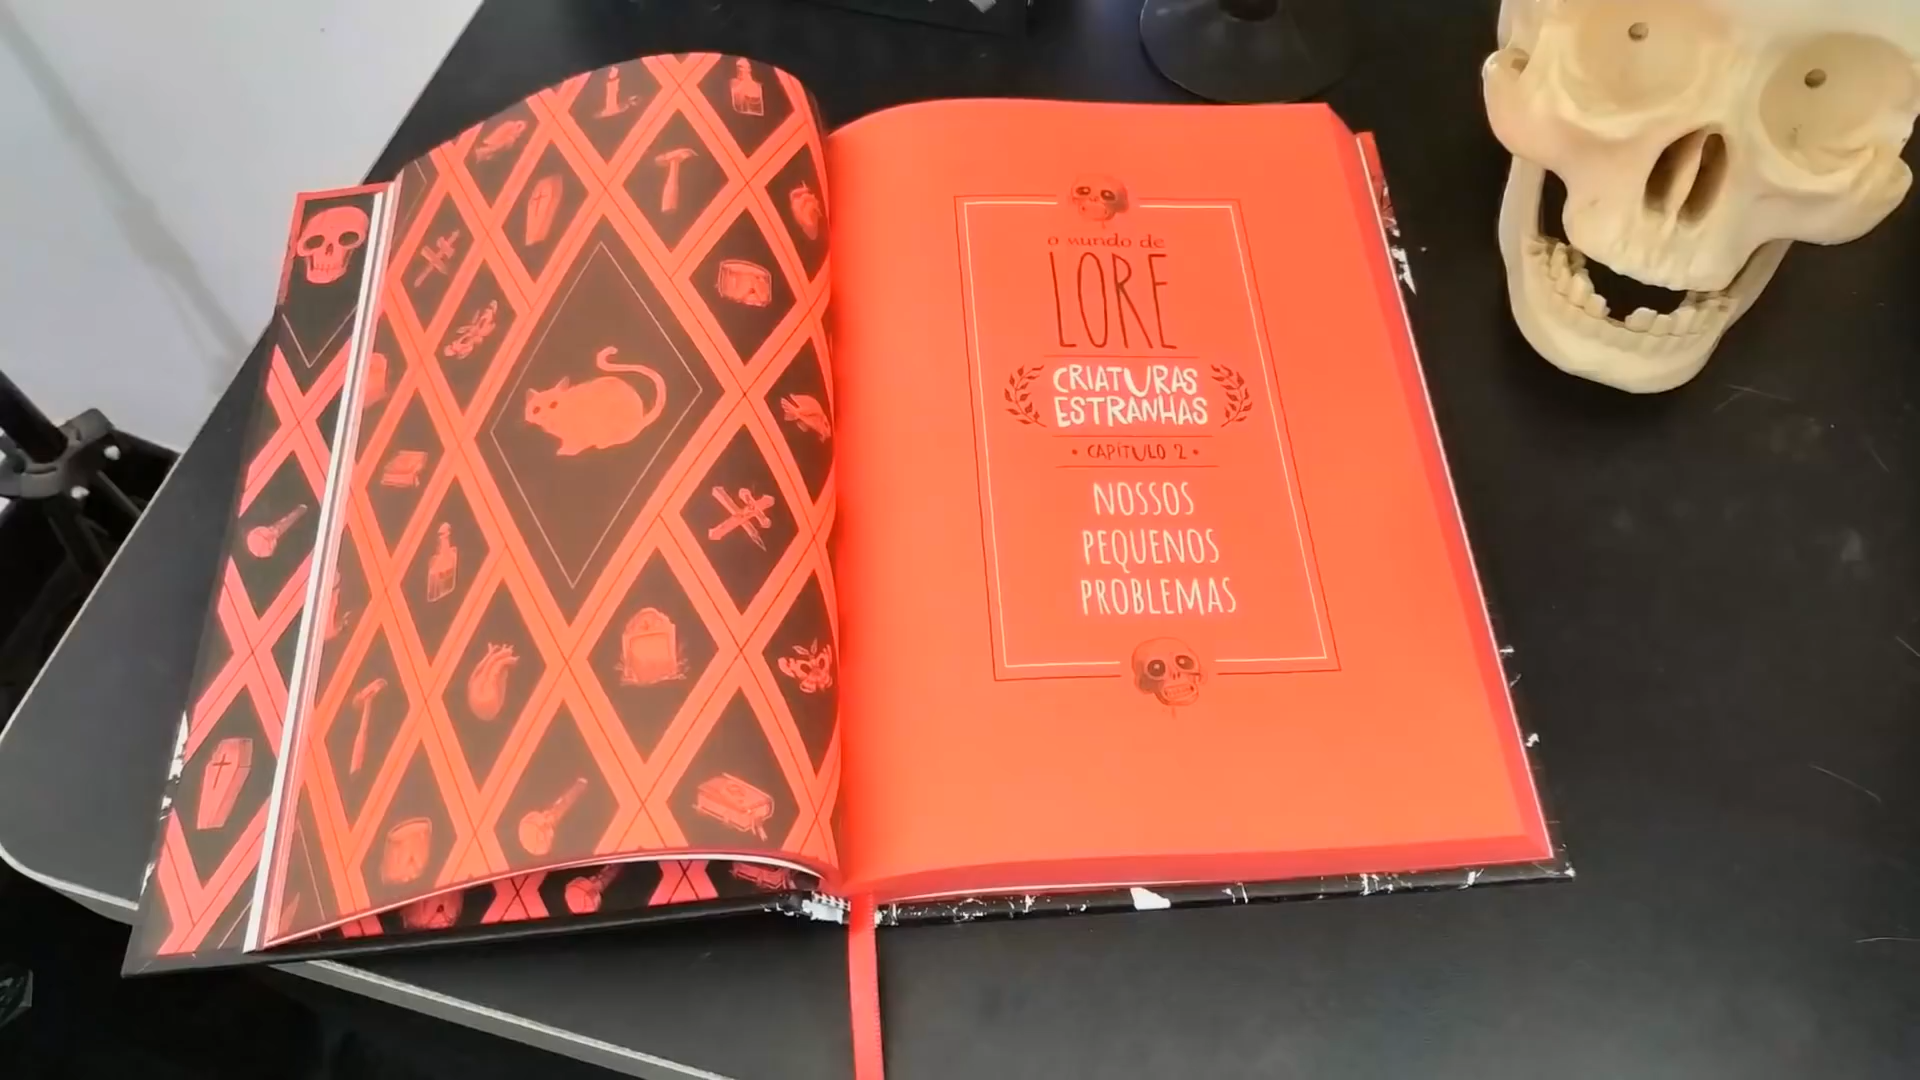 o mundo de
LORE
CRIATURAS
ESTRANHAS
• CAPÍTULO 2 •
NOSSOS
PEQUENOS
PROBLEMAS